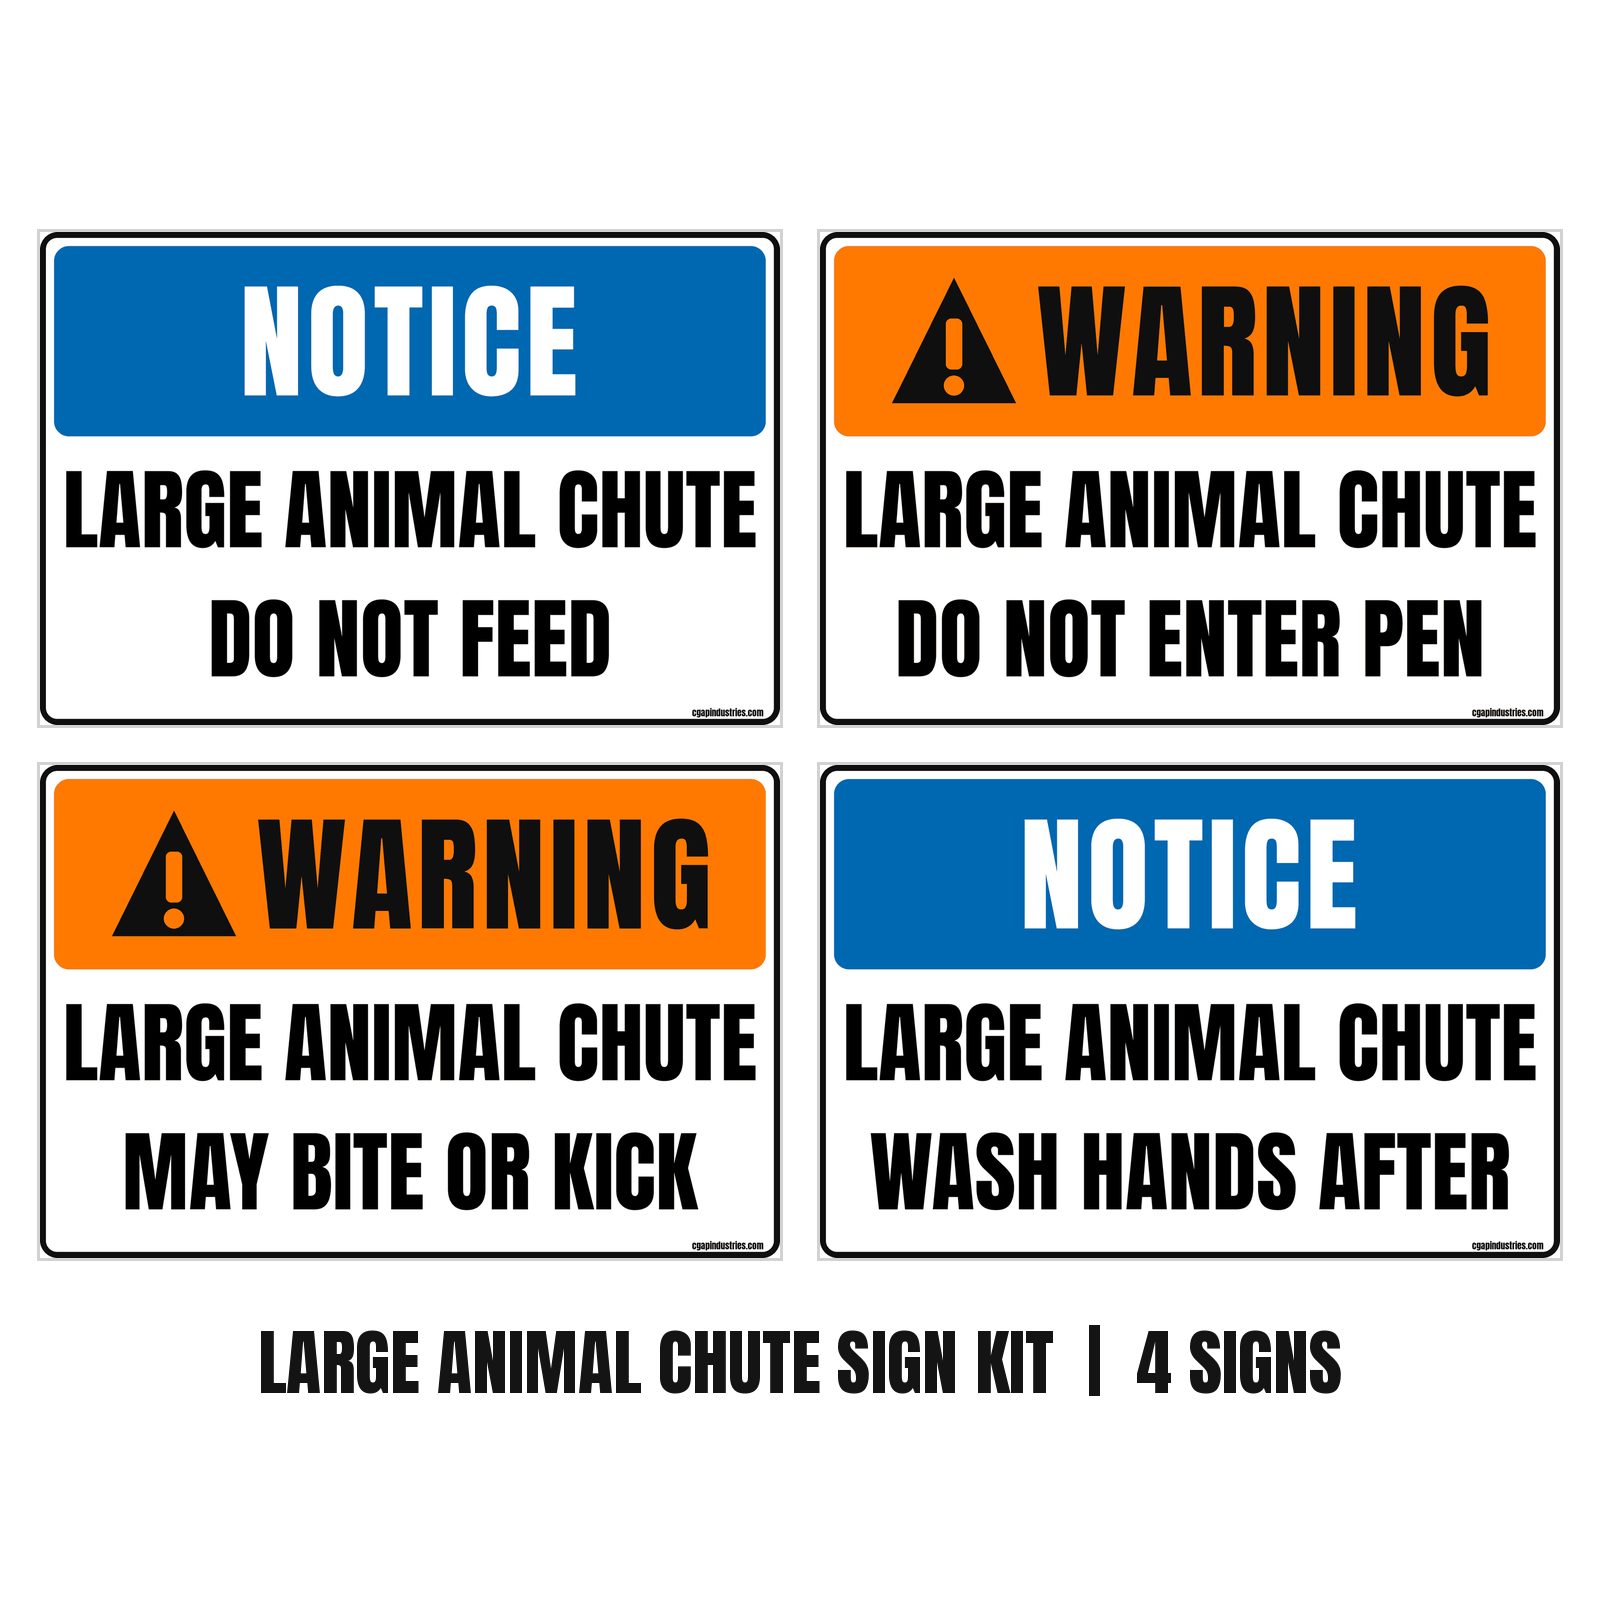 NOTICE
LARGE ANIMAL CHUTE
DO NOT FEED
cgapindustries.com
WARNING
LARGE ANIMAL CHUTE
DO NOT ENTER PEN
cgapindustries.com
WARNING
LARGE ANIMAL CHUTE
MAY BITE OR KICK
cgapindustries.com
NOTICE
LARGE ANIMAL CHUTE
WASH HANDS AFTER
cgapindustries.com
LARGE ANIMAL CHUTE SIGN KIT | 4 SIGNS